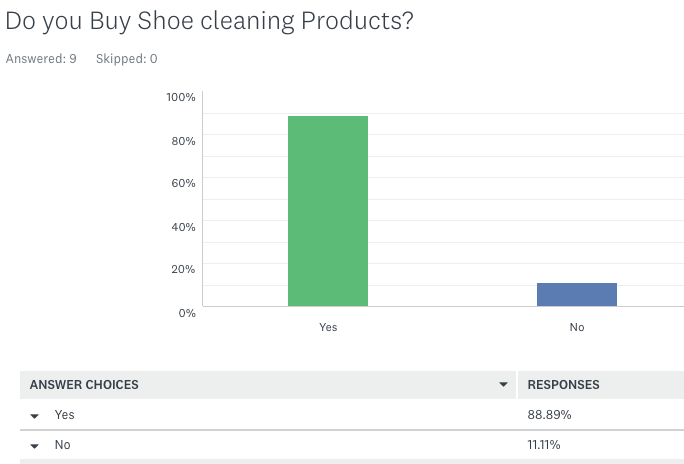 Do you Buy Shoe cleaning Products?
Answered: 9 Skipped: 0
100%
80%
60%
40%
20%
0%
Yes No
ANSWER CHOICES RESPONSES
Yes 88.89%
No 11.11%